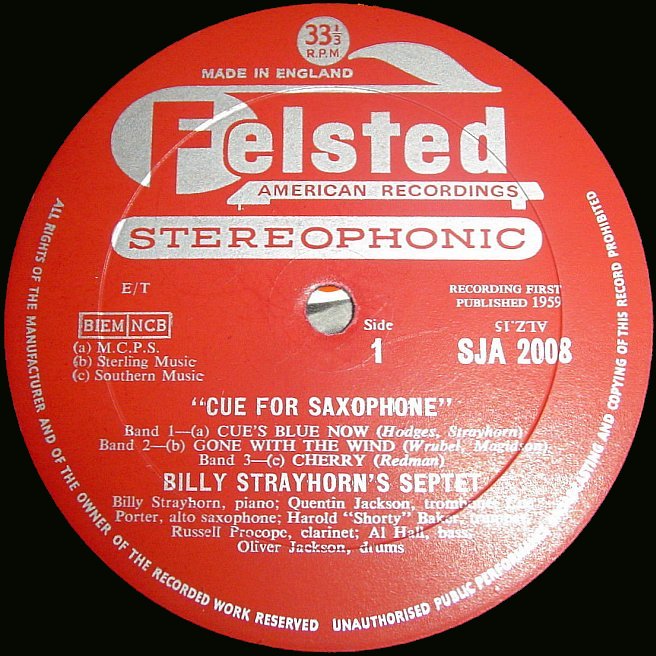 33 1/3
R.P.M.
MADE IN ENGLAND
Felsted
AMERICAN RECORDINGS
STEREOPHONIC
E/T
RECORDING FIRST
PUBLISHED 1959
BIEM NCB
ALZ.15
(a) M.C.P.S.
(b) Sterling Music
(c) Southern Music
Side
1
SJA 2008
"CUE FOR SAXOPHONE"
Band 1—(a) CUE'S BLUE NOW (Hodges, Strayhorn)
Band 2—(b) GONE WITH THE WIND (Wrubel, Magidson)
Band 3—(c) CHERRY (Redman)
BILLY STRAYHORN'S SEPTET
Billy Strayhorn, piano; Quentin Jackson, trombone;
Porter, alto saxophone; Harold "Shorty" Baker, trumpet;
Russell Procope, clarinet; Al Hall, bass;
Oliver Jackson, drums
ALL RIGHTS OF THE MANUFACTURER AND OF THE OWNER OF THE RECORDED WORK RESERVED
UNAUTHORISED PUBLIC PERFORMANCE BROADCASTING AND COPYING OF THIS RECORD PROHIBITED